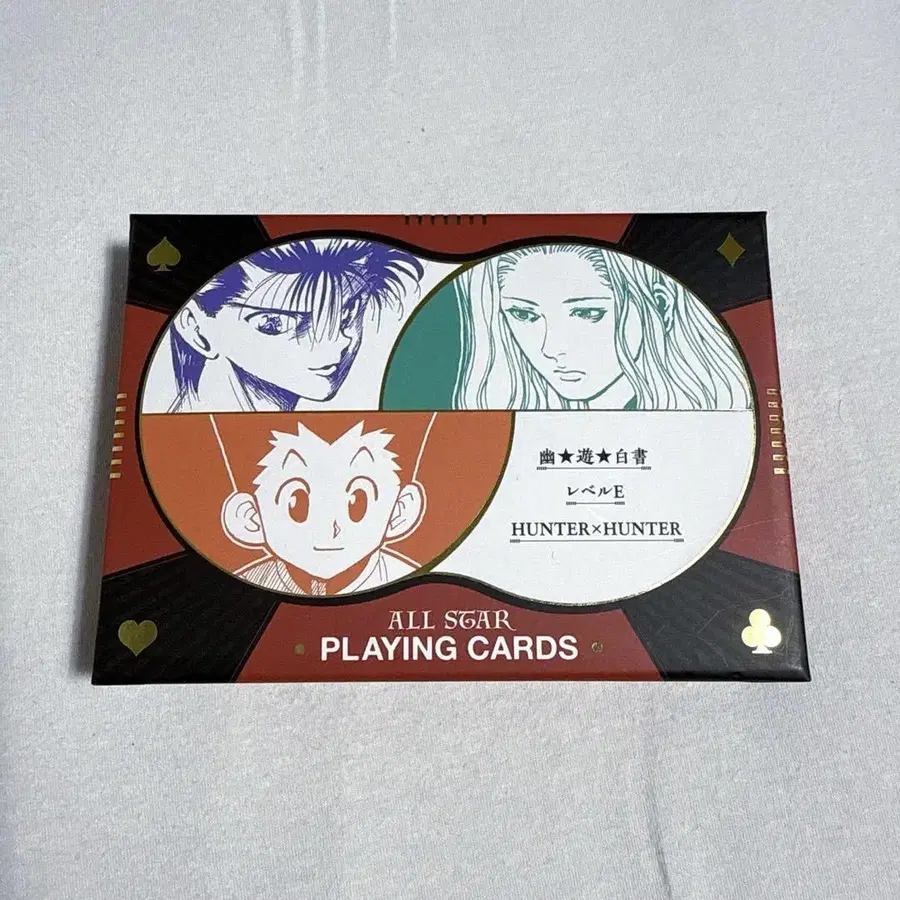 幽★遊★白書
レベルE
HUNTER×HUNTER
ALL STAR
PLAYING CARDS